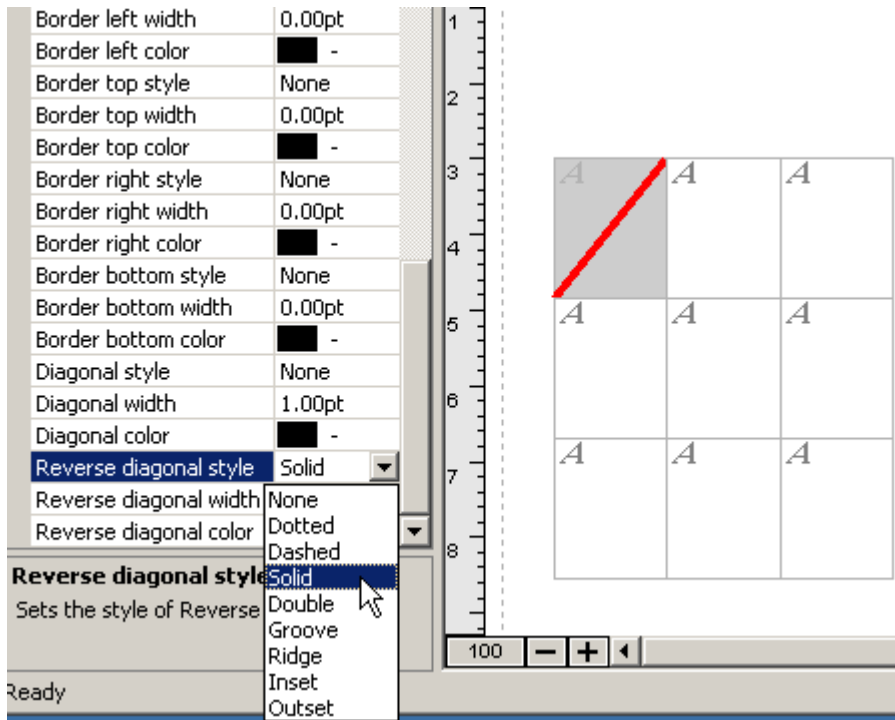 Border left width 0.00pt
Border left color -
Border top style None
Border top width 0.00pt
Border top color -
Border right style None
Border right width 0.00pt
Border right color -
Border bottom style None
Border bottom width 0.00pt
Border bottom color -
Diagonal style None
Diagonal width 1.00pt
Diagonal color -
Reverse diagonal style Solid
Reverse diagonal width
Reverse diagonal color
None
Dotted
Dashed
Solid
Double
Groove
Ridge
Inset
Outset
Reverse diagonal style
Sets the style of Reverse
Ready
1
2
3
4
5
6
7
8
A A A
A A A
A A A
100